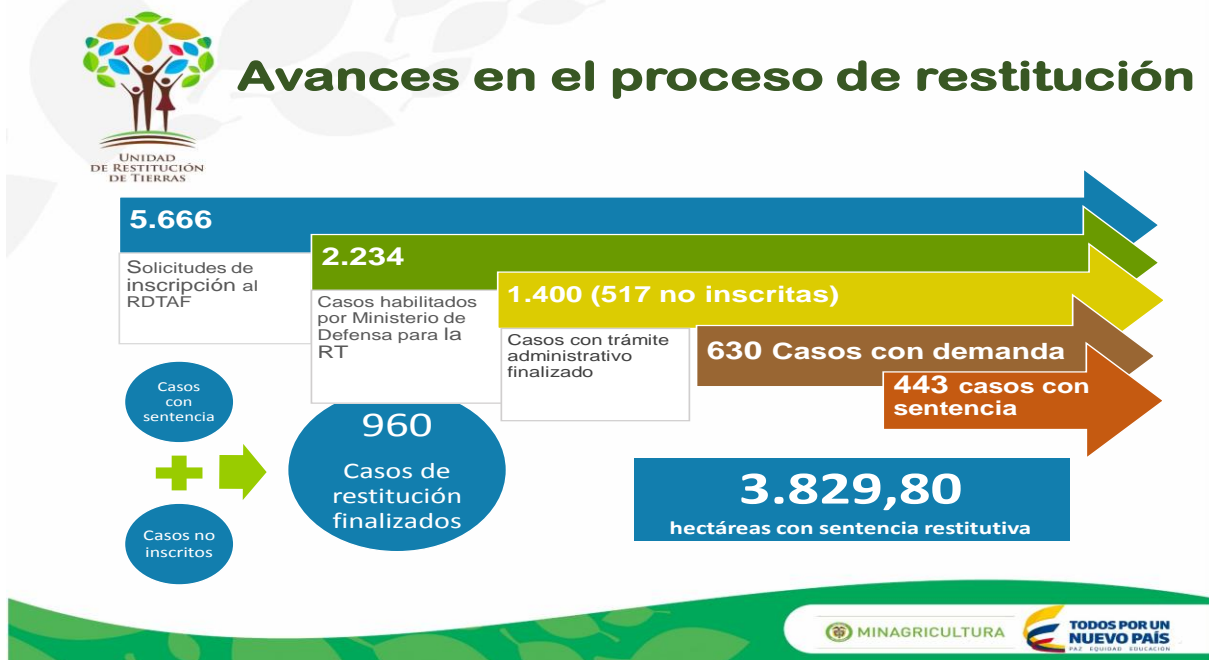 Avances en el proceso de restitución
UNIDAD
DE RESTITUCIÓN
DE TIERRAS
5.666
Solicitudes de
inscripción al
RDTAF
2.234
Casos habilitados
por Ministerio de
Defensa para la
RT
1.400 (517 no inscritas)
Casos con trámite
administrativo
finalizado
630 Casos con demanda
443 casos con
sentencia
Casos
con
sentencia
Casos no
inscritos
960
Casos de
restitución
finalizados
3.829,80
hectáreas con sentencia restitutiva
MINAGRICULTURA
TODOS POR UN
NUEVO PAÍS
PAZ EQUIDAD EDUCACIÓN